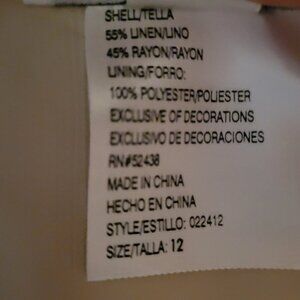 SHELL/TELLA
55% LINEN/LINO
45% RAYON/RAYON
LINING/FORRO:
100% POLYESTER/POLIESTER
EXCLUSIVE OF DECORATIONS
EXCLUSIVO DE DECORACIONES
RN#52438
MADE IN CHINA
HECHO EN CHINA
STYLE/ESTILLO: 022412
SIZE/TALLA: 12